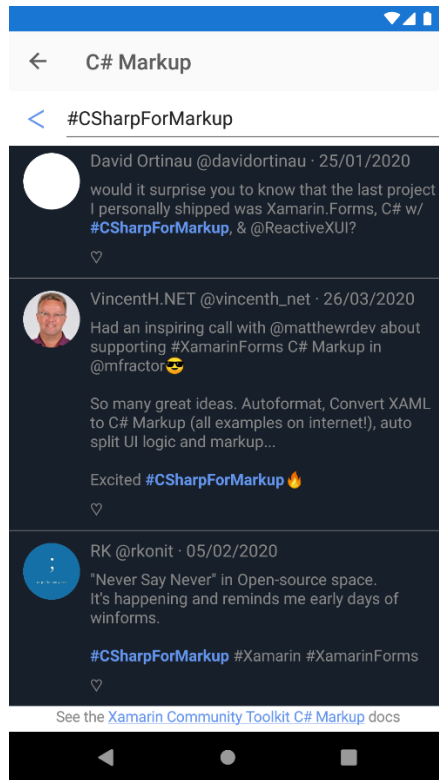 C# Markup
< #CSharpForMarkup
David Ortinau @davidortinau · 25/01/2020
would it surprise you to know that the last project
I personally shipped was Xamarin.Forms, C# w/
#CSharpForMarkup, & @ReactiveXUI?
♡
VincentH.NET @vincenth_net · 26/03/2020
Had an inspiring call with @matthewrdev about
supporting #XamarinForms C# Markup in
@mfractor😎
So many great ideas. Autoformat, Convert XAML
to C# Markup (all examples on internet!), auto
split UI logic and markup...
Excited #CSharpForMarkup🔥
♡
RK @rkonit · 05/02/2020
"Never Say Never" in Open-source space.
It's happening and reminds me early days of
winforms.
#CSharpForMarkup #Xamarin #XamarinForms
♡
See the Xamarin Community Toolkit C# Markup docs